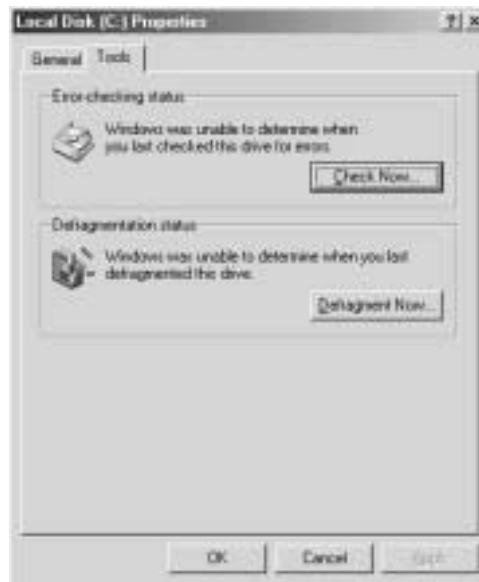 Local Disk (C:) Properties
General Tools
Error-checking status
Windows was unable to determine when
you last checked this drive for errors.
Check Now...
Defragmentation status
Windows was unable to determine when you last
defragmented this drive.
Defragment Now...
OK Cancel Apply